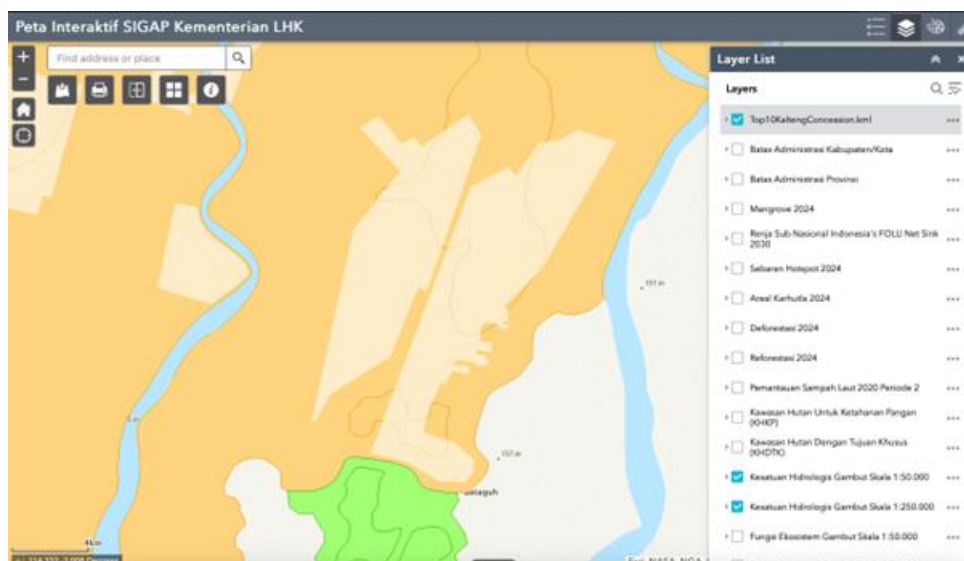 Peta Interaktif SIGAP Kementerian LHK
+
Find address or place
−
Layer List
Layers
Top10KaltengConcession.kml
Batas Administrasi Kabupaten/Kota
Batas Administrasi Provinsi
Mangrove 2024
Renja Sub Nasional Indonesia's FOLU Net Sink
2030
Sebaran Hotspot 2024
Areal Karhutla 2024
Deforestasi 2024
Reforestasi 2024
Pemantauan Sampah Laut 2020 Periode 2
Kawasan Hutan Untuk Ketahanan Pangan
(KHKP)
Kawasan Hutan Dengan Tujuan Khusus
(KHDTK)
Kesatuan Hidrologis Gambut Skala 1:50.000
Kesatuan Hidrologis Gambut Skala 1:250.000
Fungsi Ekosistem Gambut Skala 1:50.000
Bataguh
4km